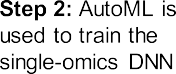 Step 2: AutoML is
used to train the
single-omics DNN